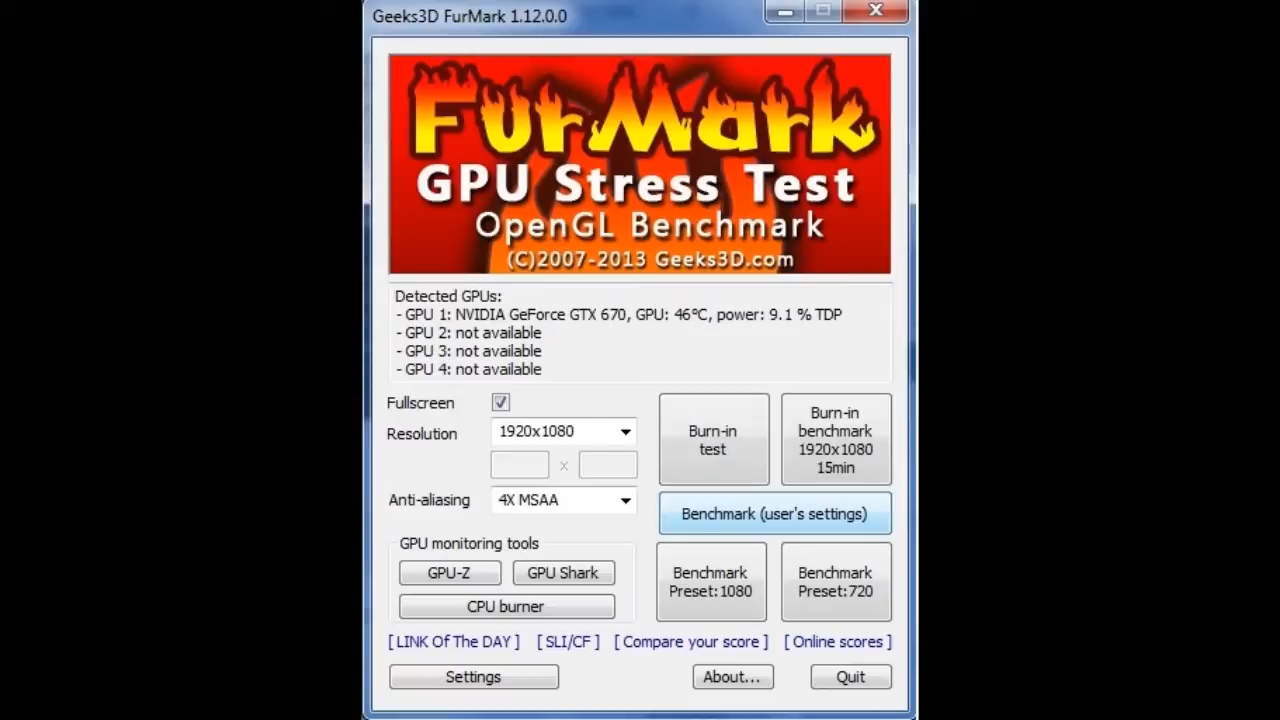 Geeks3D FurMark 1.12.0.0
FurMark
GPU Stress Test
OpenGL Benchmark
(C)2007-2013 Geeks3D.com
Detected GPUs:
- GPU 1: NVIDIA GeForce GTX 670, GPU: 46°C, power: 9.1 % TDP
- GPU 2: not available
- GPU 3: not available
- GPU 4: not available
Fullscreen
Resolution
1920x1080
x
Anti-aliasing
4X MSAA
Burn-in
test
Burn-in
benchmark
1920x1080
15min
Benchmark (user's settings)
GPU monitoring tools
GPU-Z
GPU Shark
CPU burner
Benchmark
Preset:1080
Benchmark
Preset:720
[ LINK Of The DAY ] [ SLI/CF ] [ Compare your score ] [ Online scores ]
Settings
About...
Quit